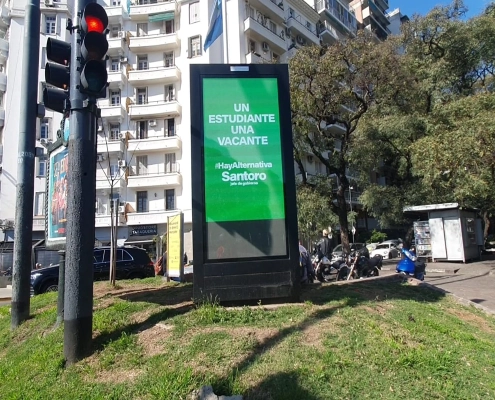 UN
ESTUDIANTE
UNA
VACANTE
#HayAlternativa
Santoro
jefe de gobierno